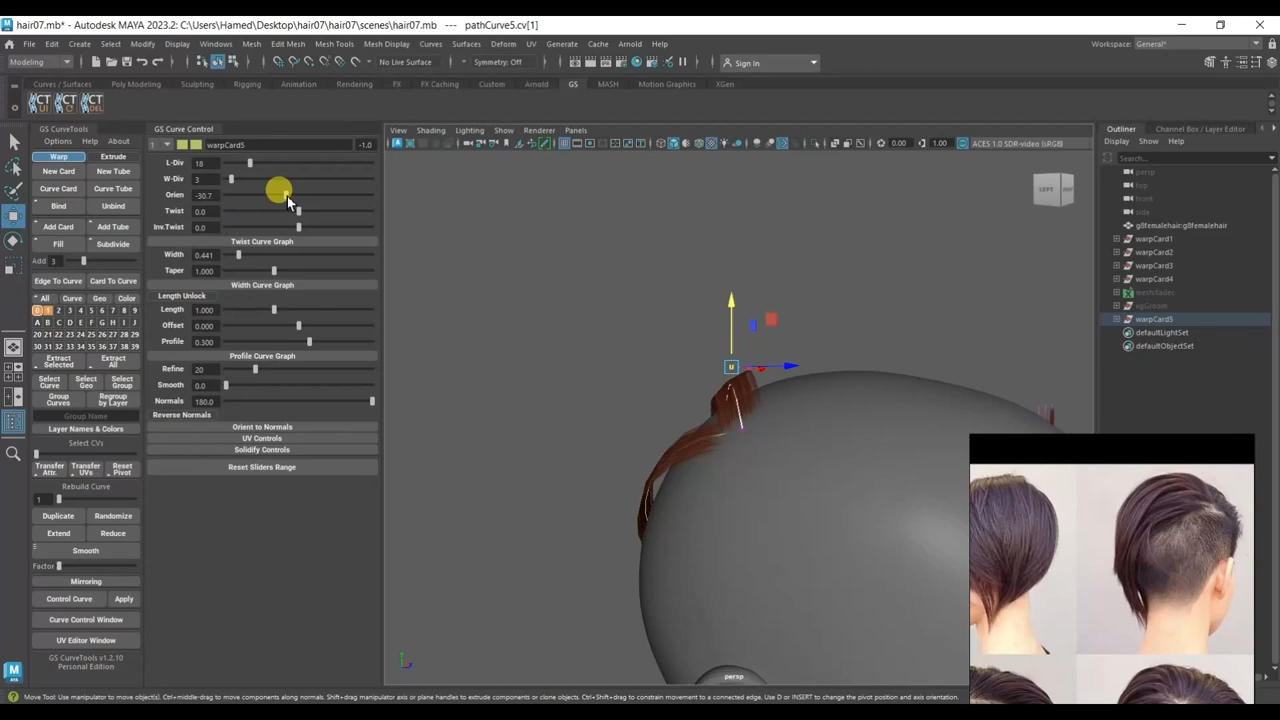 hair07.mb* - Autodesk MAYA 2023.2: C:\Users\Hamed\Desktop\hair07\hair07\scenes\hair07.mb --- pathCurve5.cv[1]
File Edit Create Select Modify Display Windows Mesh Edit Mesh Mesh Tools Mesh Display Curves Surfaces Deform UV Generate Cache Arnold Help
Workspace: General*
Modeling
No Live Surface
Symmetry: Off
Sign In
Curves / Surfaces Poly Modeling Sculpting Rigging Animation Rendering FX FX Caching Custom Arnold GS MASH Motion Graphics XGen
CT UI
CT
CT DEL
GS CurveTools
Options Help About
Warp Extrude
New Card New Tube
Curve Card Curve Tube
Bind Unbind
Add Card Add Tube
Fill Subdivide
Add 3
Edge To Curve Card To Curve
All Curve Geo Color
0 1 2 3 4 5 6 7 8 9
A B C D E F G H I J
20 21 22 23 24 25 26 27 28 29
30 31 32 33 34 35 36 37 38 39
Extract Selected
Extract All
Select Curve
Select Geo
Select Group
Group Curves
Regroup by Layer
Group Name
Layer Names & Colors
Select CVs
Transfer Attr.
Transfer UVs
Reset Pivot
Rebuild Curve
1
Duplicate Randomize
Extend Reduce
Smooth
Factor
Mirroring
Control Curve Apply
Curve Control Window
UV Editor Window
GS CurveTools v1.2.10
Personal Edition
GS Curve Control
1 warpCard5 -1.0
L-Div 18
W-Div 3
Orien -30.7
Twist 0.0
Inv.Twist 0.0
Twist Curve Graph
Width 0.441
Taper 1.000
Width Curve Graph
Length Unlock
Length 1.000
Offset 0.000
Profile 0.300
Profile Curve Graph
Refine 20
Smooth 0.0
Normals 180.0
Reverse Normals
Orient to Normals
UV Controls
Solidify Controls
Reset Sliders Range
View Shading Lighting Show Renderer Panels
0.00
1.00
ACES 1.0 SDR-video (sRGB)
LEFT
u
persp
Outliner
Channel Box / Layer Editor
Display Show Help
Search...
persp
top
front
side
g8femalehair:g8femalehair
warpCard1
warpCard2
warpCard3
warpCard4
warpCard5
defaultLightSet
defaultObjectSet
Move Tool: Use manipulator to move object(s). Ctrl+middle-drag to move components along normals. Shift+drag manipulator axis or plane handles to extrude components or clone objects. Ctrl+Shift+drag to constrain movement to a connected edge. Use D or INSERT to change the pivot position and axis orientation.